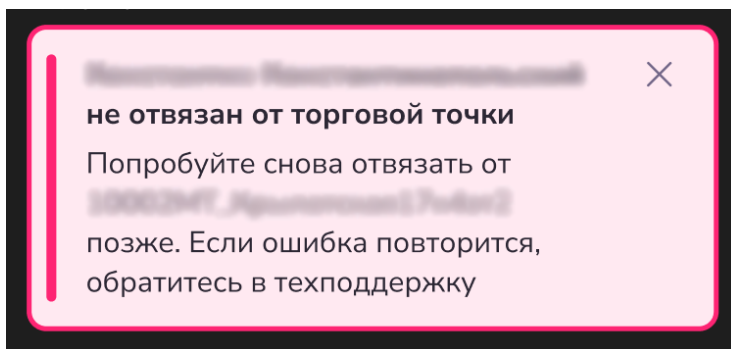 не отвязан от торговой точки
Попробуйте снова отвязать от
позже. Если ошибка повторится,
обратитесь в техподдержку